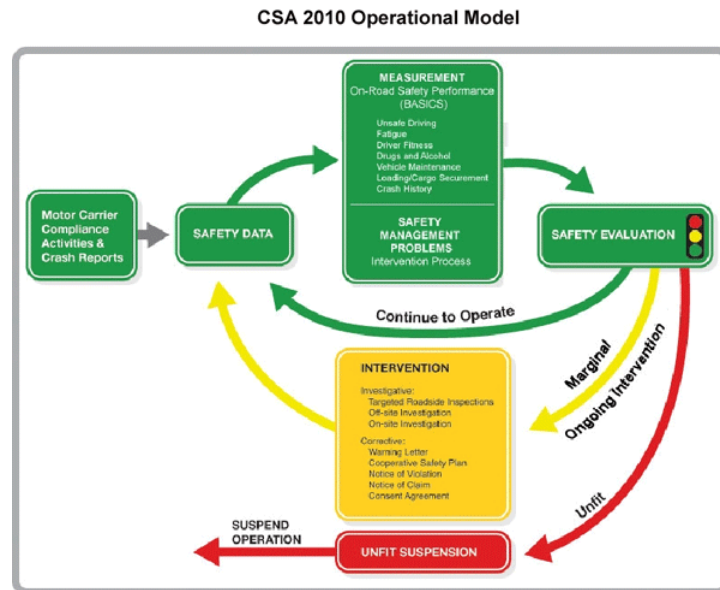 CSA 2010 Operational Model
MEASUREMENT
On-Road Safety Performance
(BASICS)
Unsafe Driving
Fatigue
Driver Fitness
Drugs and Alcohol
Vehicle Maintenance
Loading/Cargo Securement
Crash History
SAFETY
MANAGEMENT
PROBLEMS
Intervention Process
Motor Carrier
Compliance
Activities &
Crash Reports
SAFETY DATA
SAFETY EVALUATION
Continue to Operate
Marginal
Ongoing Intervention
Unfit
INTERVENTION
Investigative:
Targeted Roadside Inspections
Off-site Investigation
On-site Investigation
Corrective:
Warning Letter
Cooperative Safety Plan
Notice of Violation
Notice of Claim
Consent Agreement
SUSPEND
OPERATION
UNFIT SUSPENSION